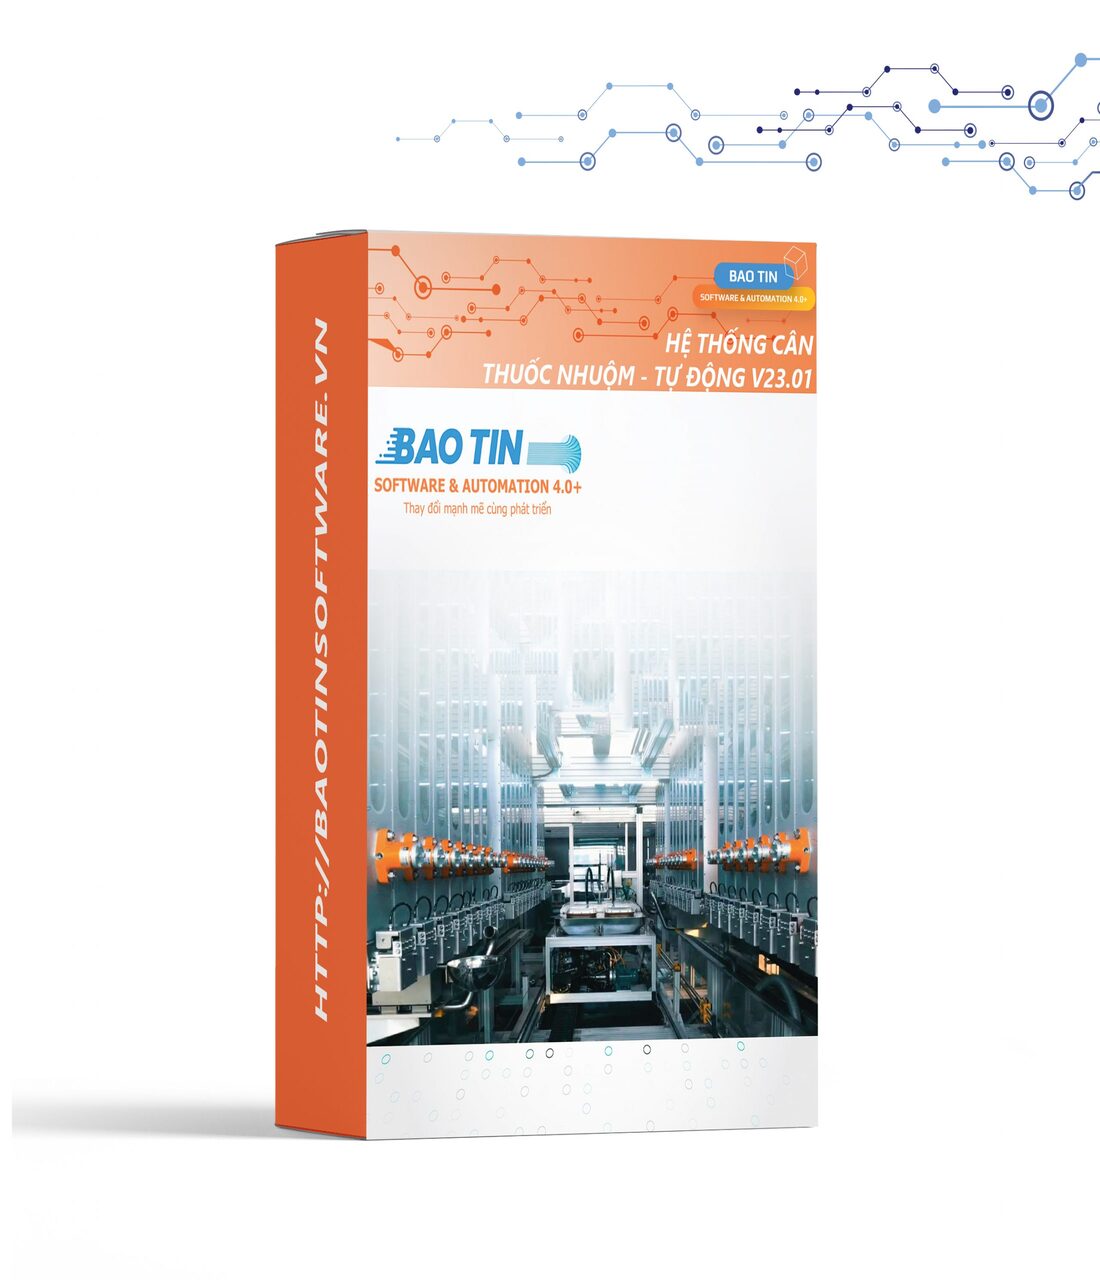 BAO TIN
SOFTWARE & AUTOMATION 4.0+
HỆ THỐNG CÂN
THUỐC NHUỘM - TỰ ĐỘNG V23.01
BAO TIN
SOFTWARE & AUTOMATION 4.0+
Thay đổi mạnh mẽ cùng phát triển
HTTP://BAOTINSOFTWARE.VN